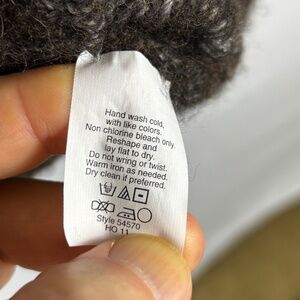 Hand wash cold,
with like colors.
Non chlorine bleach only.
Reshape and
lay flat to dry.
Do not wring or twist.
Warm iron as needed.
Dry clean if preferred.
Style 54570
HQ 11